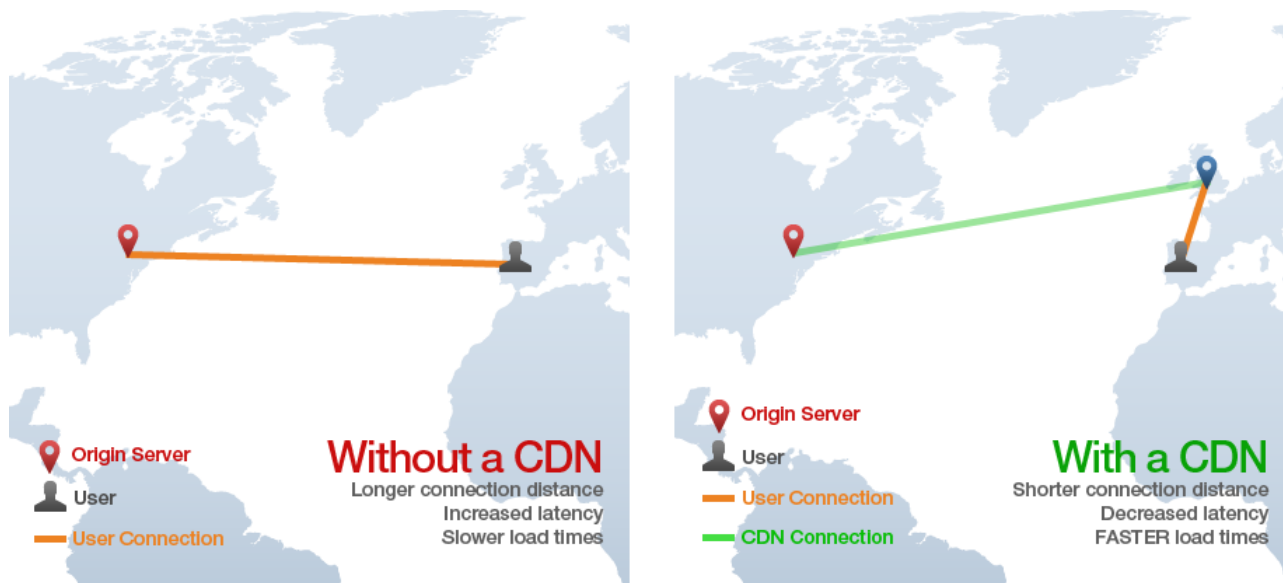 Without a CDN
Longer connection distance
Increased latency
Slower load times
Origin Server
User
User Connection
With a CDN
Shorter connection distance
Decreased latency
FASTER load times
Origin Server
User
User Connection
CDN Connection